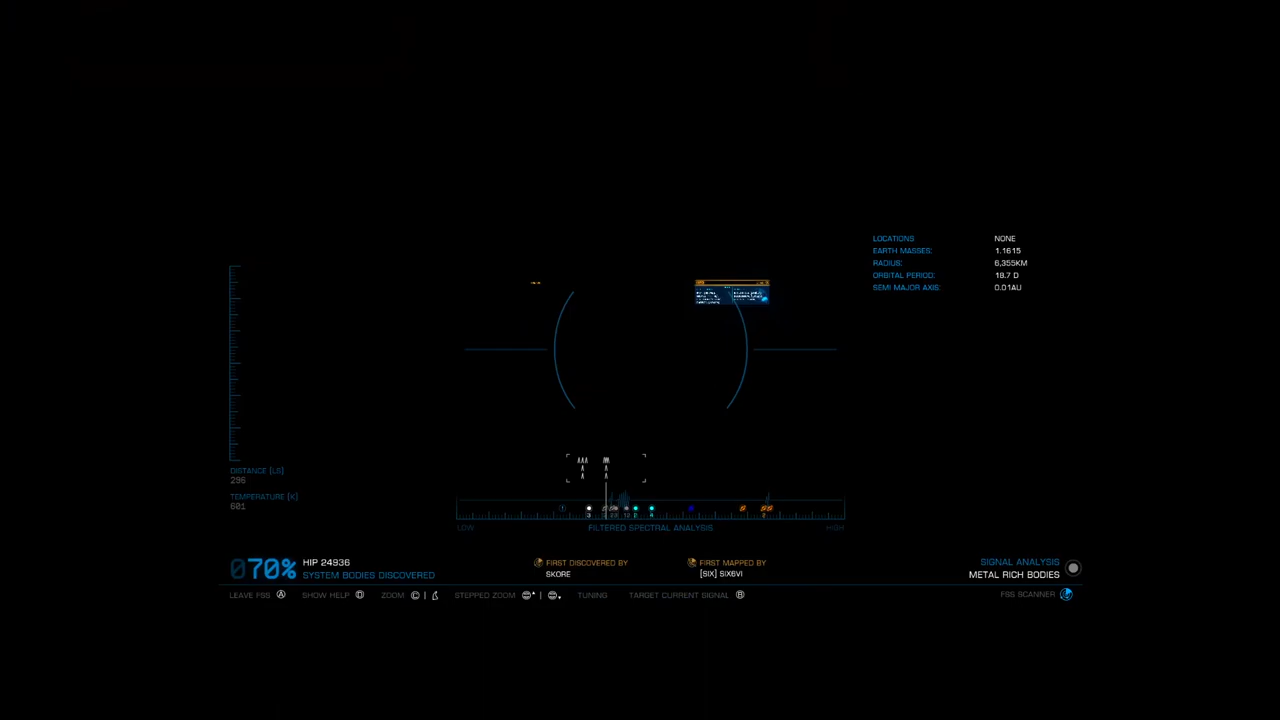 LOCATIONS NONE
EARTH MASSES: 1.1615
RADIUS: 6,355KM
ORBITAL PERIOD: 18.7 D
SEMI MAJOR AXIS: 0.01AU
DISTANCE [LS]
296
TEMPERATURE [K]
601
LOW FILTERED SPECTRAL ANALYSIS HIGH
070% HIP 24936
SYSTEM BODIES DISCOVERED
FIRST DISCOVERED BY
SKORE
FIRST MAPPED BY
[SIX] SIX6VI
SIGNAL ANALYSIS
METAL RICH BODIES
LEAVE FSS A SHOW HELP D ZOOM C | STEPPED ZOOM | TUNING TARGET CURRENT SIGNAL B FSS SCANNER